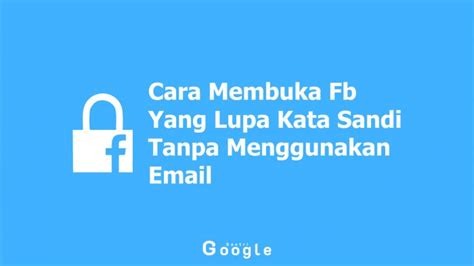 Cara Membuka Fb
Yang Lupa Kata Sandi
Tanpa Menggunakan
Email
Google